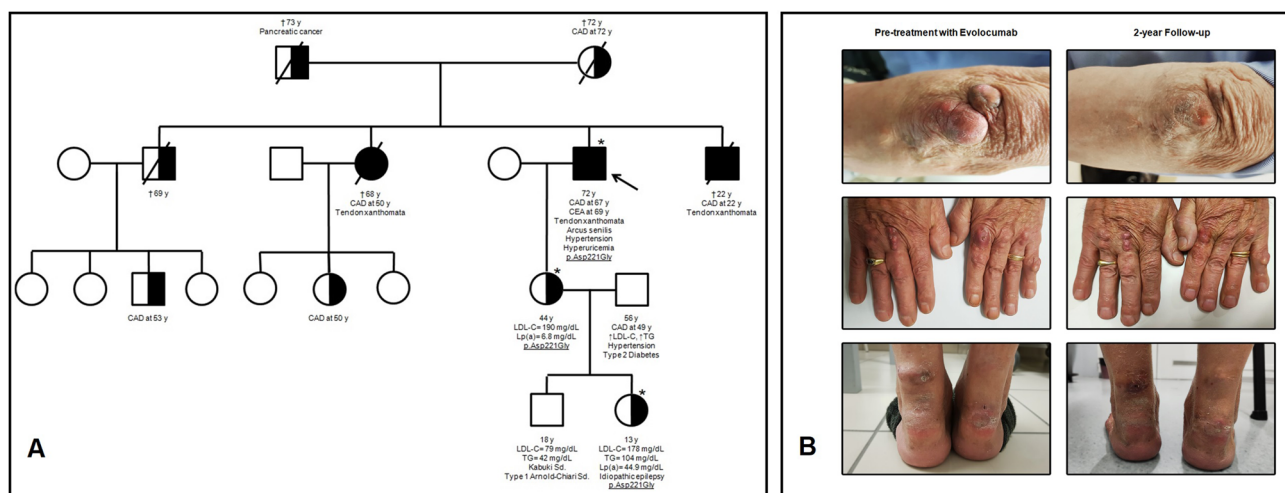 †73 y
Pancreatic cancer
†72 y
CAD at 72 y
†69 y
†68 y
CAD at 50 y
Tendon xanthomata
*
72 y
CAD at 67 y
CEA at 69 y
Tendon xanthomata
Arcus senilis
Hypertension
Hyperuricemia
p.Asp221Gly
†22 y
CAD at 22 y
Tendon xanthomata
CAD at 53 y
CAD at 50 y
*
44 y
LDL-C= 190 mg/dL
Lp(a)= 6.8 mg/dL
p.Asp221Gly
56 y
CAD at 49 y
↑LDL-C, ↑TG
Hypertension
Type 2 Diabetes
18 y
LDL-C= 79 mg/dL
TG= 42 mg/dL
Kabuki Sd.
Type 1 Arnold-Chiari Sd.
*
13 y
LDL-C= 178 mg/dL
TG= 104 mg/dL
Lp(a)= 44.9 mg/dL
Idiopathic epilepsy
p.Asp221Gly
A
Pre-treatment with Evolocumab
2-year Follow-up
B